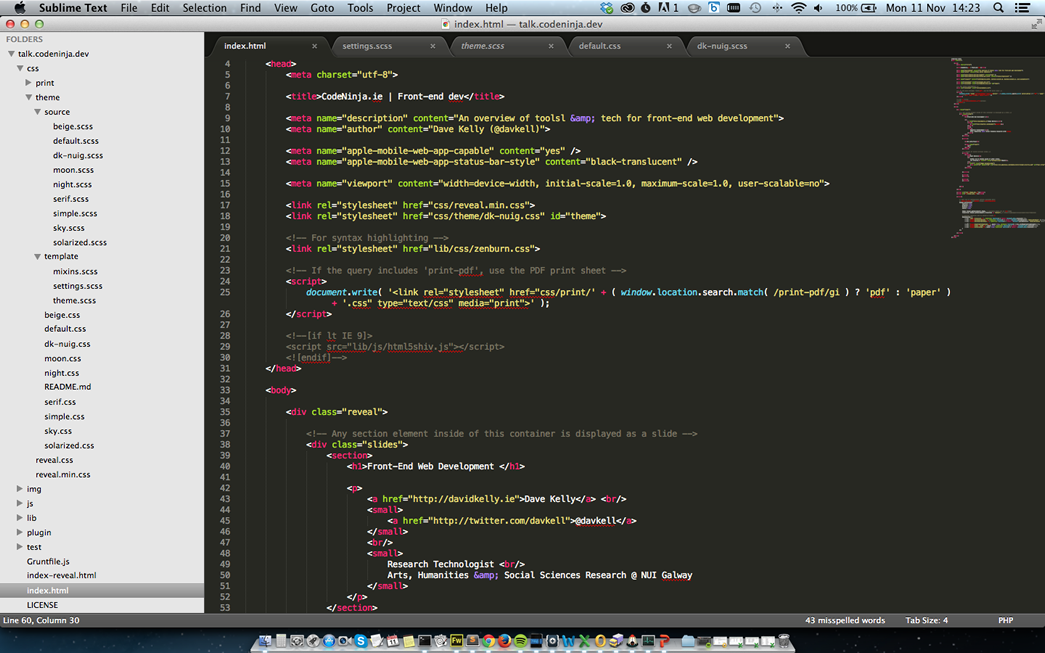 Sublime Text File Edit Selection Find View Goto Tools Project Window Help 1 100% Mon 11 Nov 14:23
index.html — talk.codeninja.dev
FOLDERS
talk.codeninja.dev
css
print
theme
source
beige.scss
default.scss
dk-nuig.scss
moon.scss
night.scss
serif.scss
simple.scss
sky.scss
solarized.scss
template
mixins.scss
settings.scss
theme.scss
beige.css
default.css
dk-nuig.css
moon.css
night.css
README.md
serif.css
simple.css
sky.css
solarized.css
reveal.css
reveal.min.css
img
js
lib
plugin
test
Gruntfile.js
index-reveal.html
index.html
LICENSE
index.html × settings.scss × theme.scss × default.css × dk-nuig.scss ×
4 <head>
5 <meta charset="utf-8">
6
7 <title>CodeNinja.ie | Front-end dev</title>
8
9 <meta name="description" content="An overview of toolsl &amp; tech for front-end web development">
10 <meta name="author" content="Dave Kelly (@davkell)">
11
12 <meta name="apple-mobile-web-app-capable" content="yes" />
13 <meta name="apple-mobile-web-app-status-bar-style" content="black-translucent" />
14
15 <meta name="viewport" content="width=device-width, initial-scale=1.0, maximum-scale=1.0, user-scalable=no">
16
17 <link rel="stylesheet" href="css/reveal.min.css">
18 <link rel="stylesheet" href="css/theme/dk-nuig.css" id="theme">
19
20 <!-- For syntax highlighting -->
21 <link rel="stylesheet" href="lib/css/zenburn.css">
22
23 <!-- If the query includes 'print-pdf', use the PDF print sheet -->
24 <script>
25 document.write( '<link rel="stylesheet" href="css/print/' + ( window.location.search.match( /print-pdf/gi ) ? 'pdf' : 'paper' )
+ '.css" type="text/css" media="print">' );
26 </script>
27
28 <!--[if lt IE 9]>
29 <script src="lib/js/html5shiv.js"></script>
30 <![endif]-->
31 </head>
32
33 <body>
34
35 <div class="reveal">
36
37 <!-- Any section element inside of this container is displayed as a slide -->
38 <div class="slides">
39 <section>
40 <h1>Front-End Web Development </h1>
41
42 <p>
43 <a href="http://davidkelly.ie">Dave Kelly</a> <br/>
44 <small>
45 <a href="http://twitter.com/davkell">@davkell</a>
46 </small>
47 <br/>
48 <small>
49 Research Technologist <br/>
50 Arts, Humanities &amp; Social Sciences Research @ NUI Galway
51 </small>
52 </p>
53 </section>
Line 60, Column 30 43 misspelled words Tab Size: 4 PHP